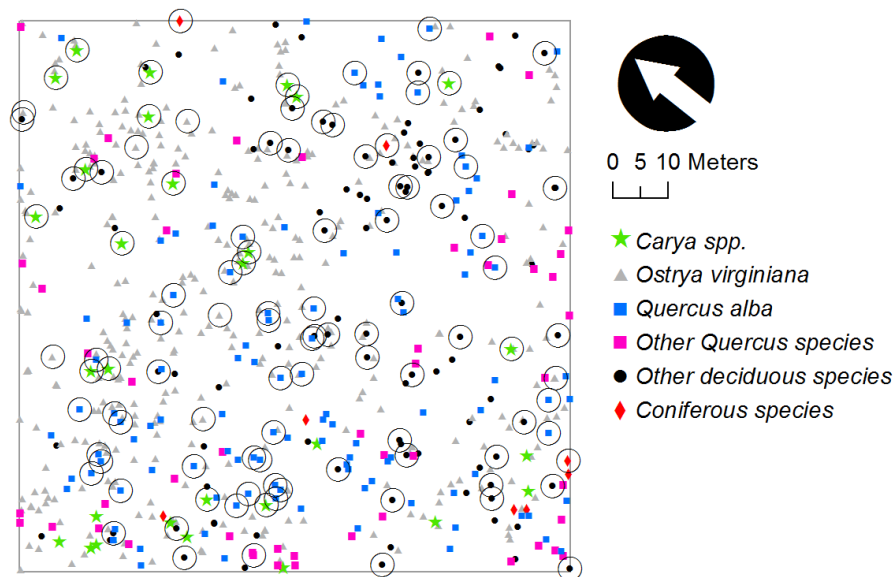 0 5 10 Meters
Carya spp.
Ostrya virginiana
Quercus alba
Other Quercus species
Other deciduous species
Coniferous species